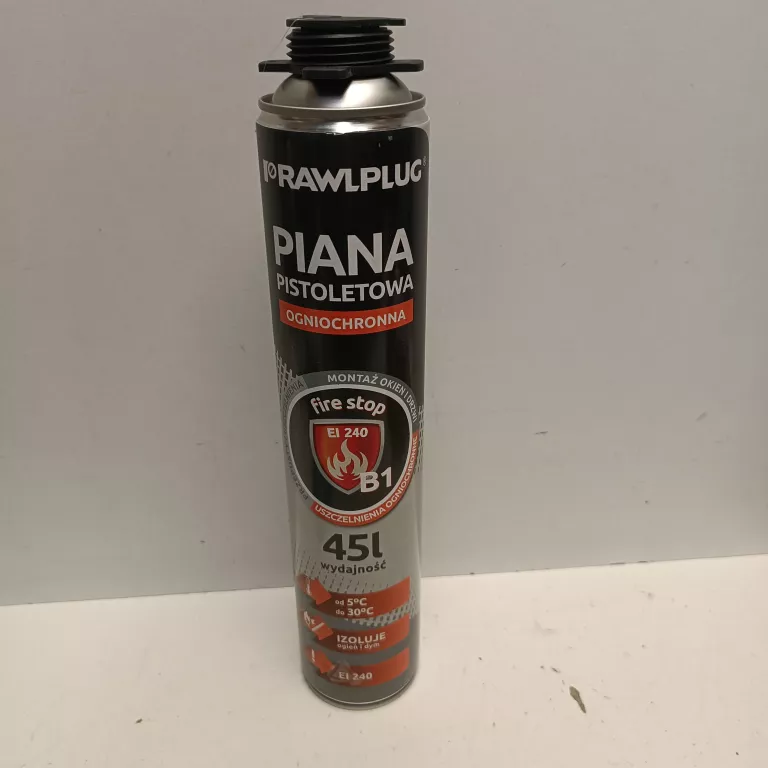 RAWLPLUG®
PIANA
PISTOLETOWA
OGNIOCHRONNA
MONTAŻ OKIEN I DRZWI
fire stop
EI 240
B1
USZCZELNIENIA OGNIOCHRONNE
45l
wydajność
od 5°C
do 30°C
IZOLUJE
ogień i dym
EI 240